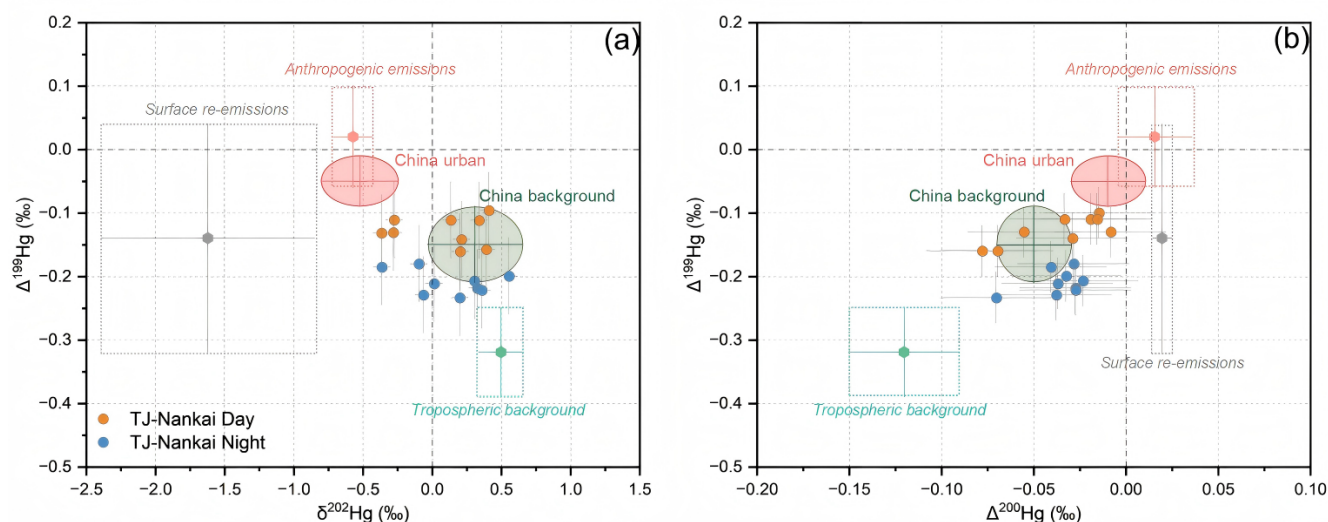 (a)
0.2
0.1
0.0
−0.1
−0.2
−0.3
−0.4
−0.5
Δ¹⁹⁹Hg (‰)
Anthropogenic emissions
Surface re-emissions
China urban
China background
Tropospheric background
TJ-Nankai Day
TJ-Nankai Night
−2.5 −2.0 −1.5 −1.0 −0.5 0.0 0.5 1.0 1.5
δ²⁰²Hg (‰)
(b)
0.2
0.1
0.0
−0.1
−0.2
−0.3
−0.4
−0.5
Δ¹⁹⁹Hg (‰)
Anthropogenic emissions
China urban
China background
Surface re-emissions
Tropospheric background
−0.20 −0.15 −0.10 −0.05 0.00 0.05 0.10
Δ²⁰⁰Hg (‰)